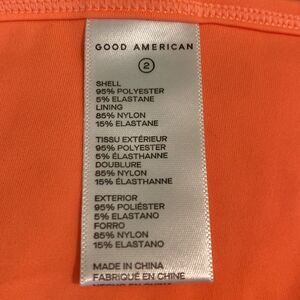 GOOD AMERICAN
2
SHELL
95% POLYESTER
5% ELASTANE
LINING
85% NYLON
15% ELASTANE
TISSU EXTÉRIEUR
95% POLYESTER
5% ÉLASTHANNE
DOUBLURE
85% NYLON
15% ÉLASTHANNE
EXTERIOR
95% POLIÉSTER
5% ELASTANO
FORRO
85% NYLON
15% ELASTANO
MADE IN CHINA
FABRIQUÉ EN CHINE